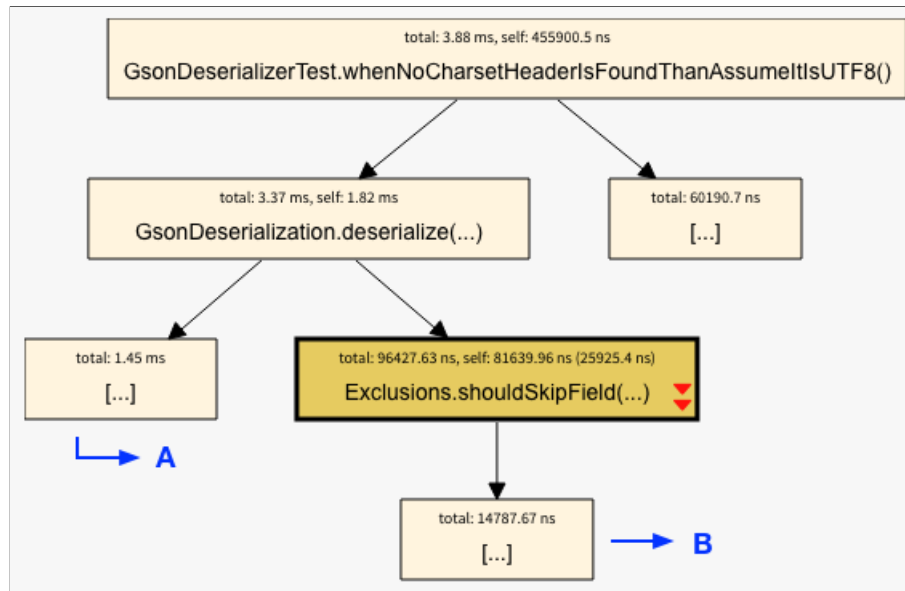 total: 3.88 ms, self: 455900.5 ns
GsonDeserializerTest.whenNoCharsetHeaderIsFoundThanAssumeItIsUTF8()
total: 3.37 ms, self: 1.82 ms
GsonDeserialization.deserialize(...)
total: 60190.7 ns
[...]
total: 1.45 ms
[...]
total: 96427.63 ns, self: 81639.96 ns (25925.4 ns)
Exclusions.shouldSkipField(...)
A
total: 14787.67 ns
[...]
B